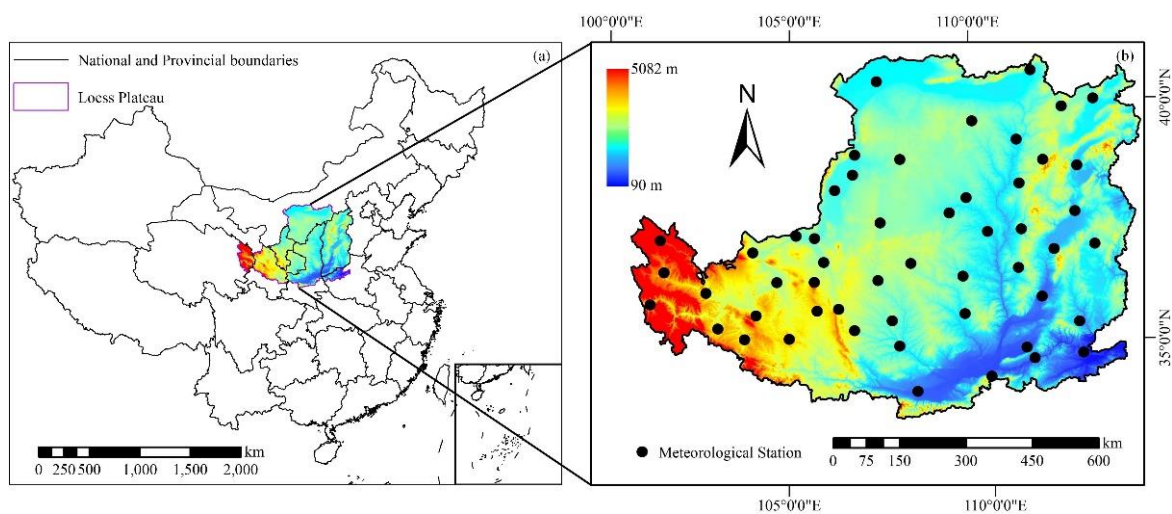 100°0'0"E 105°0'0"E 110°0'0"E
(a)
National and Provincial boundaries
Loess Plateau
(b)
5082 m
90 m
N
40°0'0"N
35°0'0"N
km
0 250 500 1,000 1,500 2,000
Meteorological Station
km
0 75 150 300 450 600
105°0'0"E 110°0'0"E